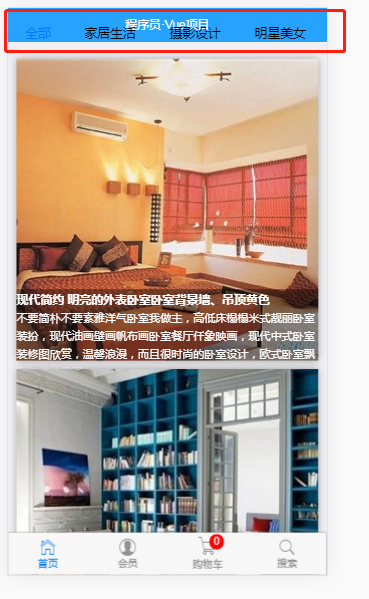 程序员-Vue项目
全部 家居生活 摄影设计 明星美女
现代简约 明亮的外表卧室卧室背景墙、吊顶黄色
不要简朴不要素雅洋气卧室我做主，高低床榻榻米式靓丽卧室
装扮，现代油画壁画帆布画卧室餐厅仟象映画，现代中式卧室
装修图欣赏，温馨浪漫，而且很时尚的卧室设计，欧式卧室飘
0
首页 会员 购物车 搜索